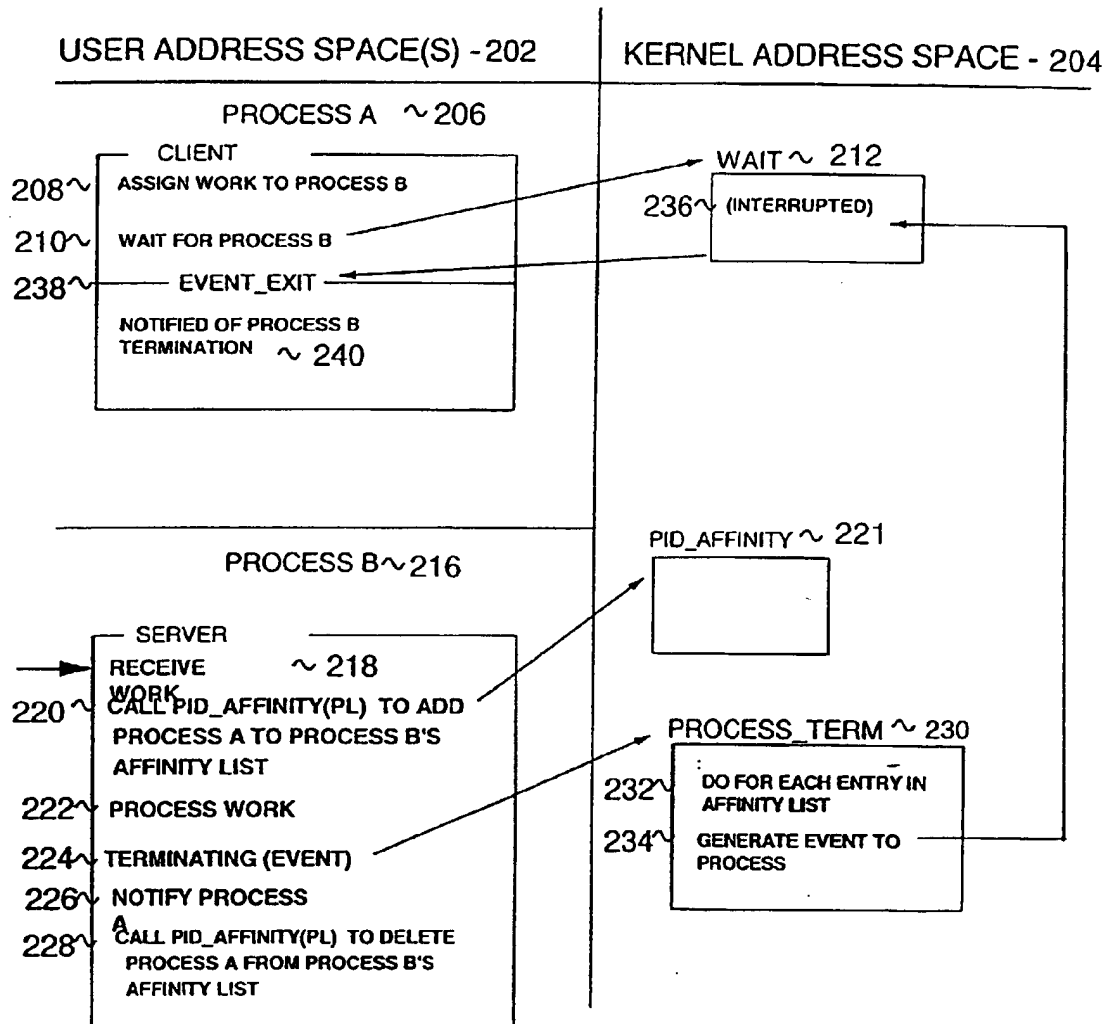 USER ADDRESS SPACE(S) - 202
KERNEL ADDRESS SPACE - 204
PROCESS A ~ 206
CLIENT
208~ ASSIGN WORK TO PROCESS B
210~ WAIT FOR PROCESS B
238~ EVENT_EXIT
NOTIFIED OF PROCESS B
TERMINATION ~ 240
WAIT ~ 212
236~ (INTERRUPTED)
PROCESS B ~ 216
SERVER
RECEIVE ~ 218
WORK
220~ CALL PID_AFFINITY(PL) TO ADD
PROCESS A TO PROCESS B'S
AFFINITY LIST
222~ PROCESS WORK
224~ TERMINATING (EVENT)
226~ NOTIFY PROCESS
A
228~ CALL PID_AFFINITY(PL) TO DELETE
PROCESS A FROM PROCESS B'S
AFFINITY LIST
PID_AFFINITY ~ 221
PROCESS_TERM ~ 230
232~ DO FOR EACH ENTRY IN
AFFINITY LIST
234~ GENERATE EVENT TO
PROCESS